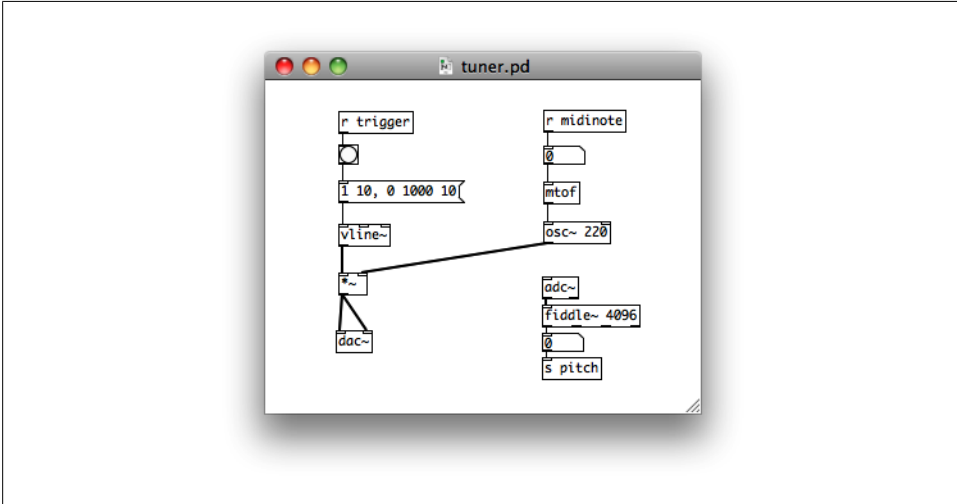 tuner.pd
r trigger
1 10, 0 1000 10
vline~
*~
dac~
r midinote
0
mtof
osc~ 220
adc~
fiddle~ 4096
0
s pitch